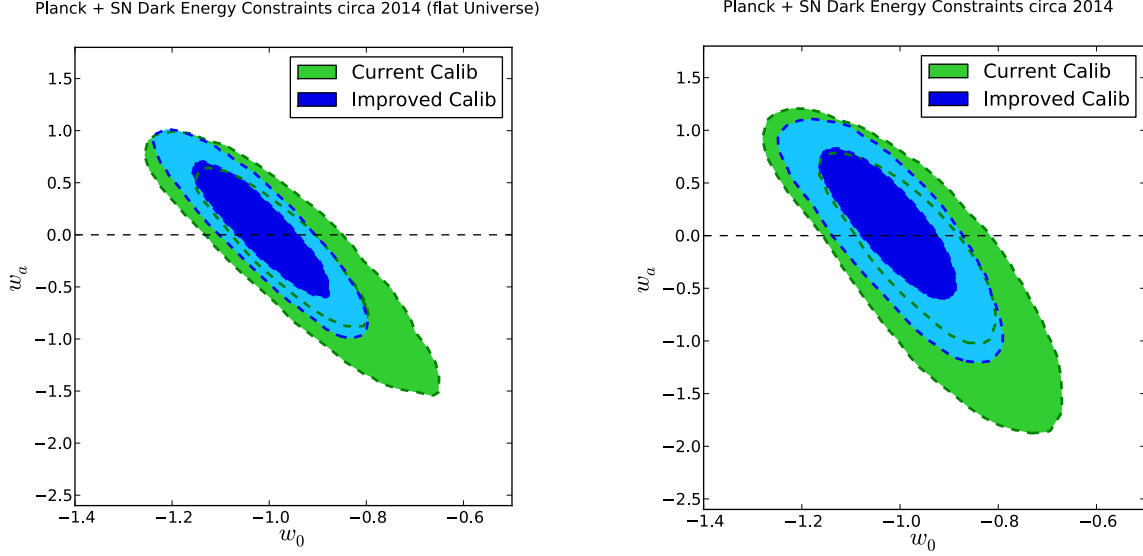 Planck + SN Dark Energy Constraints circa 2014 (flat Universe)
Current Calib
Improved Calib
1.5
1.0
0.5
0.0
−0.5
−1.0
−1.5
−2.0
−2.5
w_a
−1.4 −1.2 −1.0 −0.8 −0.6
w_0
Planck + SN Dark Energy Constraints circa 2014
Current Calib
Improved Calib
1.5
1.0
0.5
0.0
−0.5
−1.0
−1.5
−2.0
−2.5
w_a
−1.4 −1.2 −1.0 −0.8 −0.6 −0.4
w_0